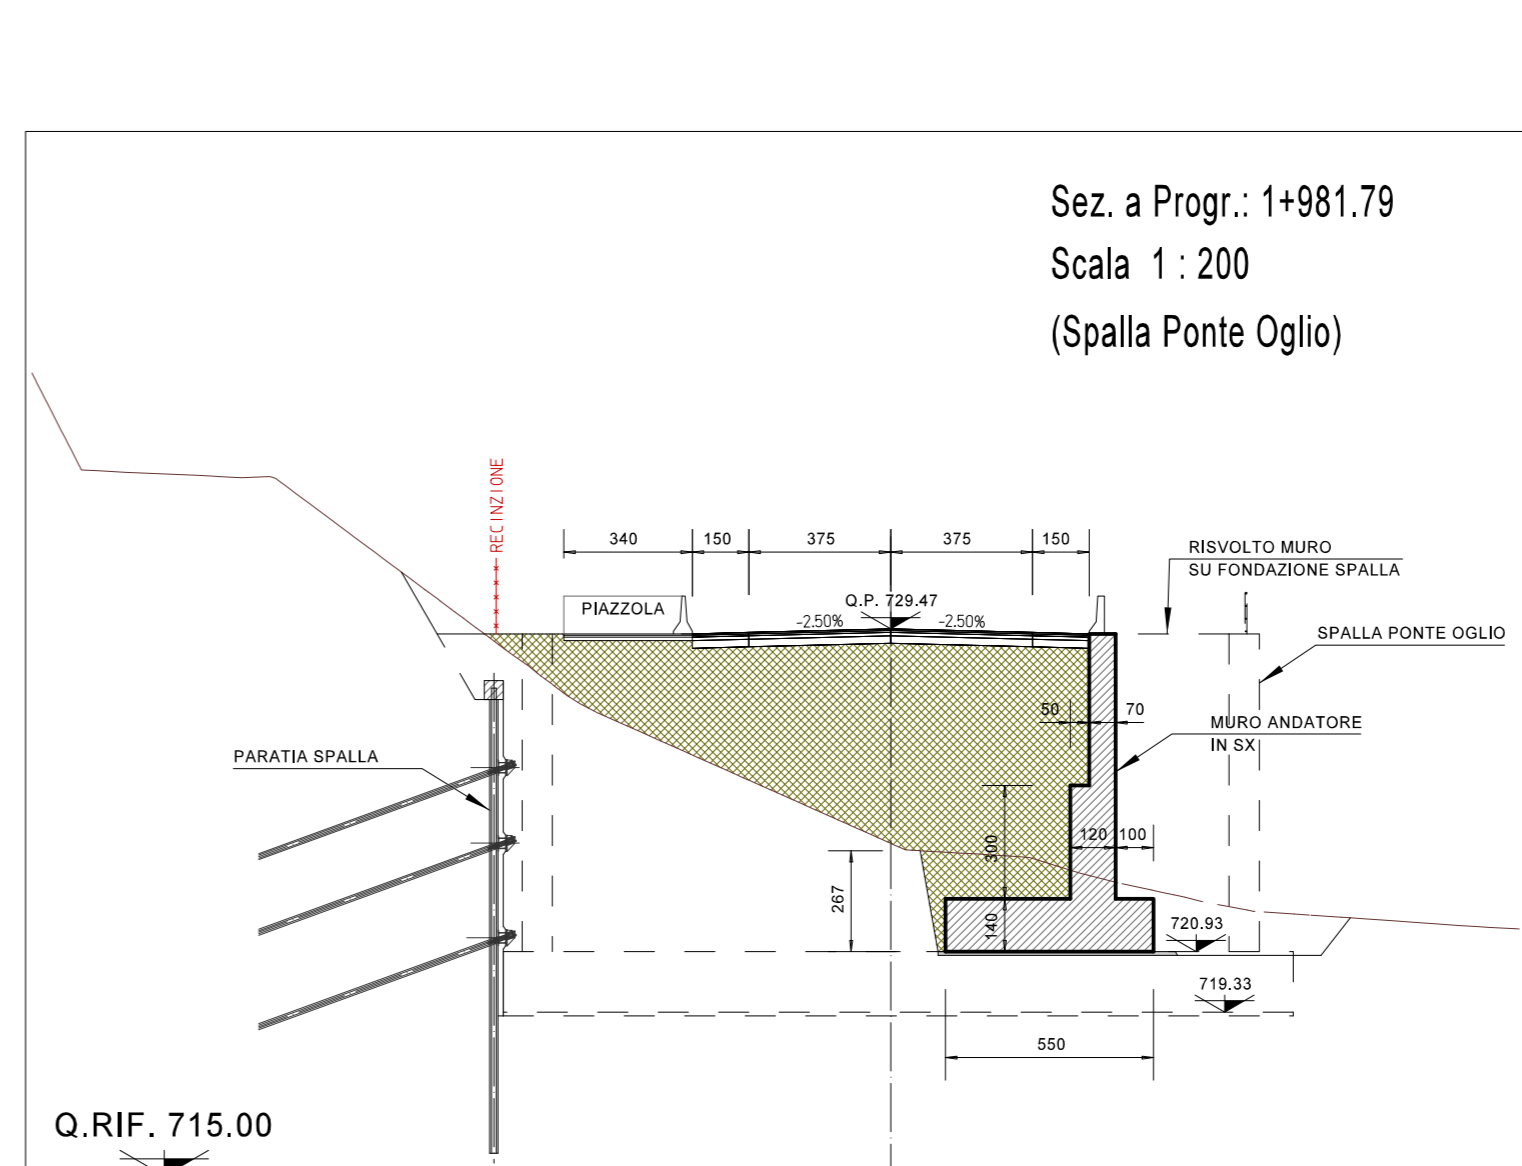 Sez. a Progr.: 1+981.79
Scala 1 : 200
(Spalla Ponte Oglio)
RECINZIONE
340
150
375
375
150
RISVOLTO MURO
SU FONDAZIONE SPALLA
PIAZZOLA
Q.P. 729.47
-2.50%
-2.50%
SPALLA PONTE OGLIO
50
70
MURO ANDATORE
IN SX
PARATIA SPALLA
300
120
100
267
140
720.93
719.33
550
Q.RIF. 715.00